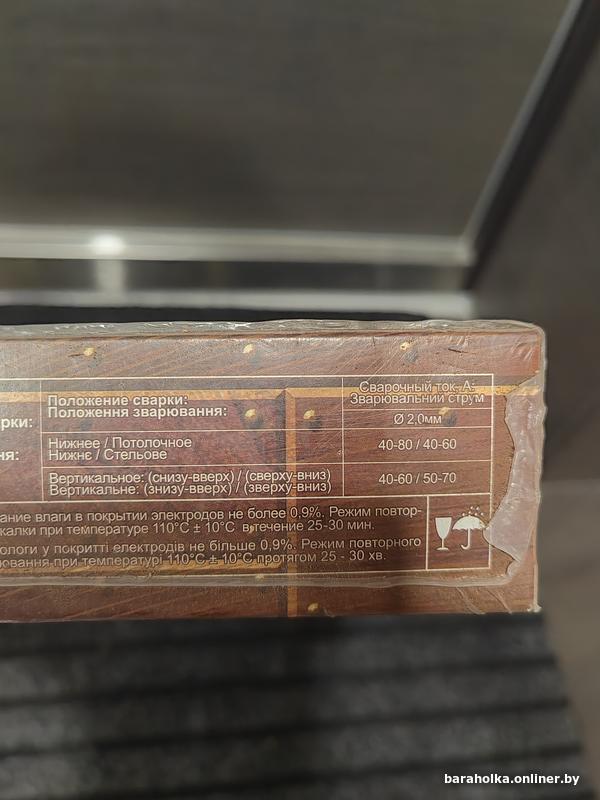 Положение сварки:
Положення зварювання:
Сварочный ток, А:
Зварювальний струм
рки:
Ø 2,0мм
Нижнее / Потолочное
Нижнє / Стельове
40-80 / 40-60
ня:
Вертикальное: (снизу-вверх) / (сверху-вниз)
Вертикальне: (знизу-вверх) / (зверху-вниз)
40-60 / 50-70
ание влаги в покрытии электродов не более 0,9%. Режим повтор-
калки при температуре 110°С ± 10°С в течение 25-30 мин.
ологи у покритті електродів не більше 0,9%. Режим повторного
ювання при температурі 110°С ± 10°С протягом 25 - 30 хв.
baraholka.onliner.by